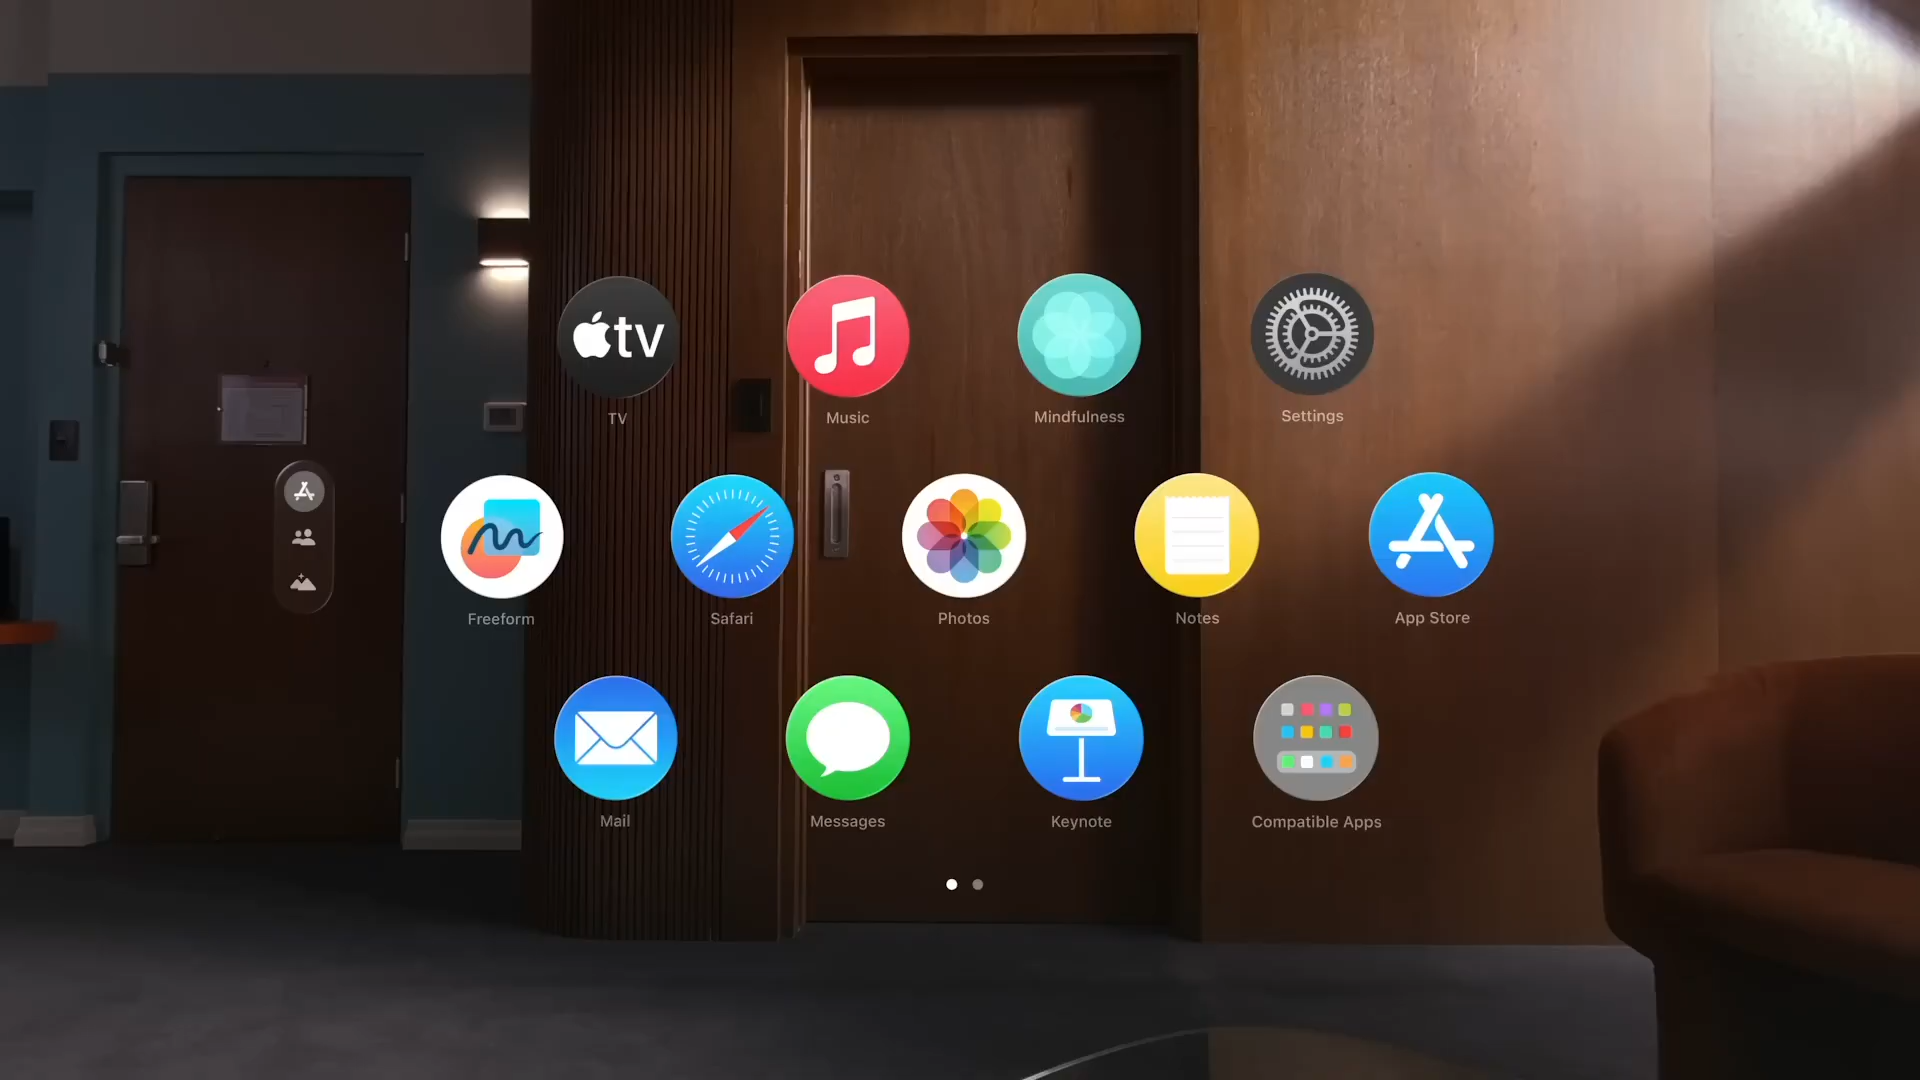 tv
TV
Music
Mindfulness
Settings
Freeform
Safari
Photos
Notes
App Store
Mail
Messages
Keynote
Compatible Apps